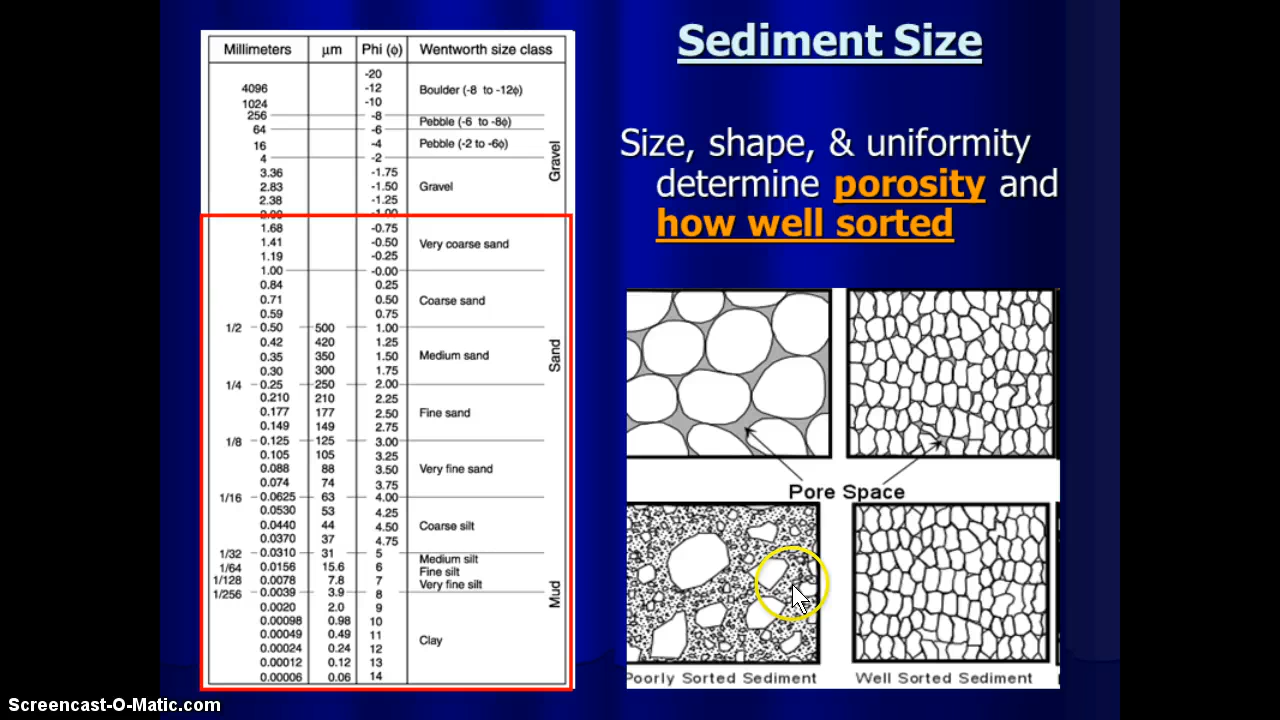 Sediment Size
Size, shape, & uniformity
determine porosity and
how well sorted
Millimeters μm Phi (ϕ) Wentworth size class
-20
4096 -12 Boulder (-8 to -12ϕ)
1024 -10
256 -8
Pebble (-6 to -8ϕ)
64 -6
16 -4 Pebble (-2 to -6ϕ)
4 -2
Gravel
3.36 -1.75
2.83 -1.50 Gravel
2.38 -1.25
2.00 -1.00
1.68 -0.75
1.41 -0.50 Very coarse sand
1.19 -0.25
1.00 -0.00
0.84 0.25
0.71 0.50 Coarse sand
0.59 0.75
1/2 0.50 500 1.00
0.42 420 1.25
0.35 350 1.50 Medium sand
Sand
0.30 300 1.75
1/4 0.25 250 2.00
0.210 210 2.25
0.177 177 2.50 Fine sand
0.149 149 2.75
1/8 0.125 125 3.00
0.105 105 3.25
0.088 88 3.50 Very fine sand
0.074 74 3.75
1/16 0.0625 63 4.00
0.0530 53 4.25
0.0440 44 4.50 Coarse silt
0.0370 37 4.75
1/32 0.0310 31 5
Medium silt
1/64 0.0156 15.6 6 Fine silt
1/128 0.0078 7.8 7 Very fine silt
1/256 0.0039 3.9 8
Mud
0.0020 2.0 9
0.00098 0.98 10
0.00049 0.49 11 Clay
0.00024 0.24 12
0.00012 0.12 13
0.00006 0.06 14
Pore Space
Poorly Sorted Sediment
Well Sorted Sediment
Screencast-O-Matic.com